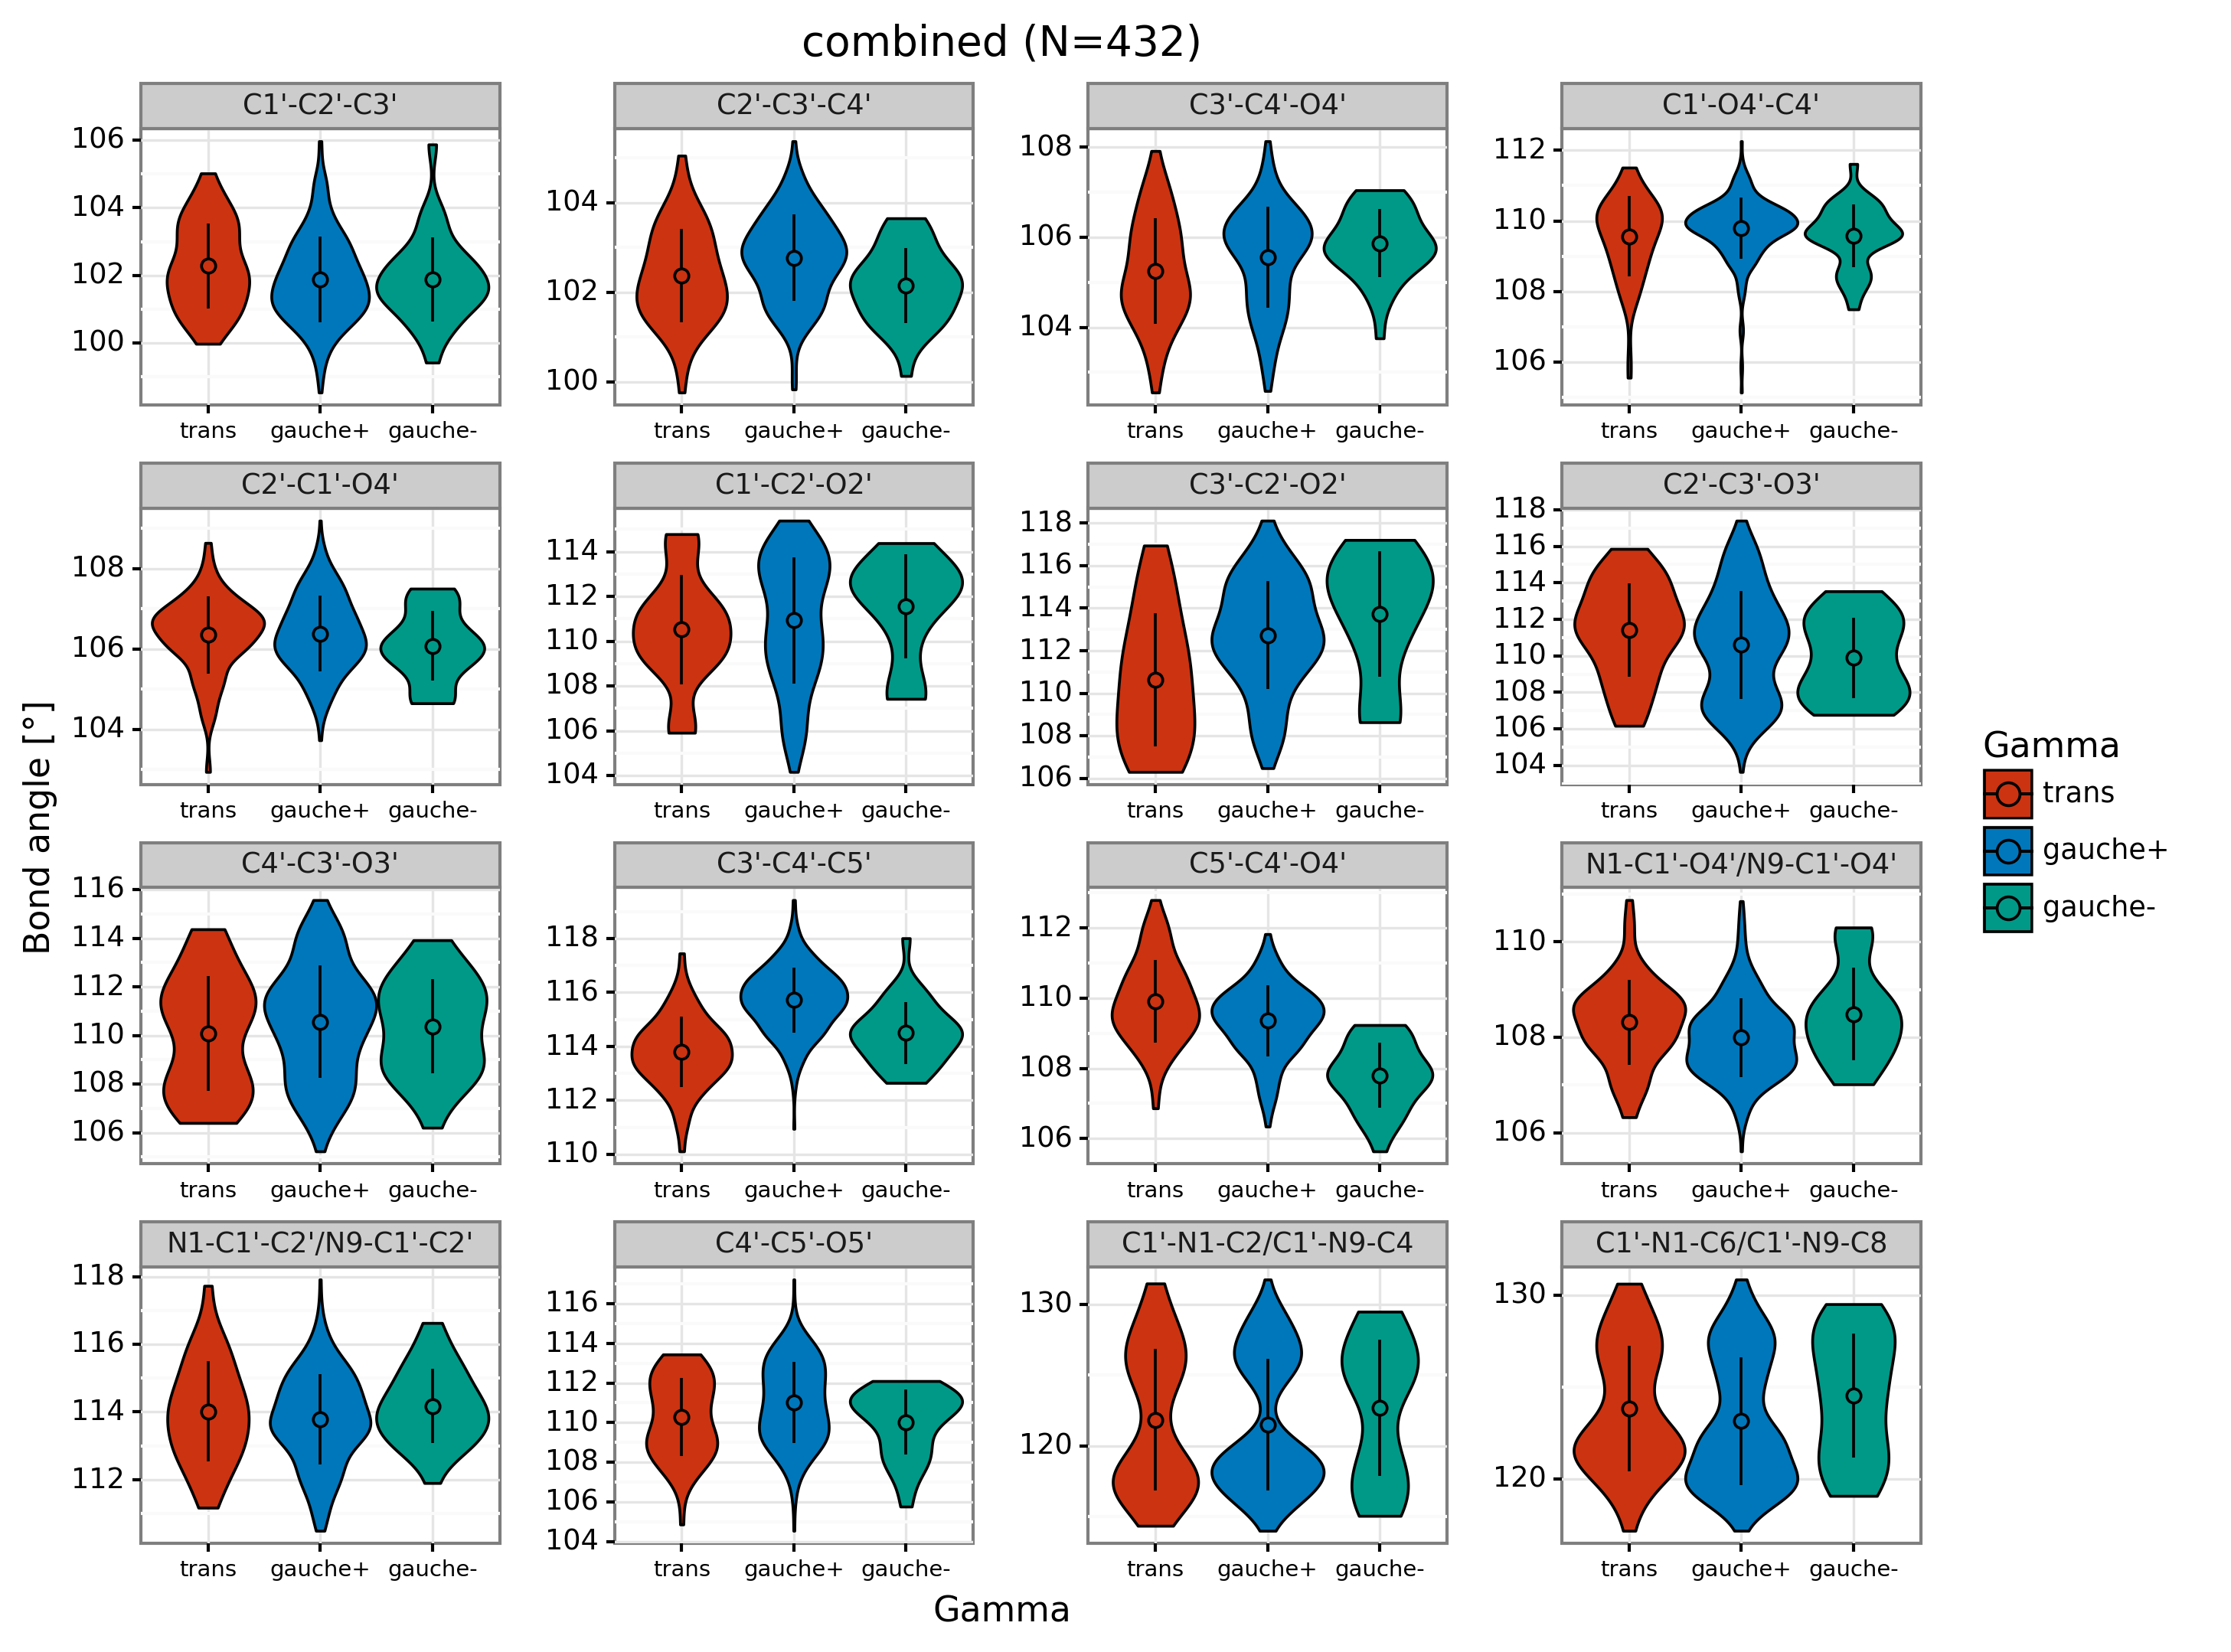 combined (N=432)
C1'-C2'-C3'
C2'-C3'-C4'
C3'-C4'-O4'
C1'-O4'-C4'
106
104
102
100
104
102
100
108
106
104
112
110
108
106
trans gauche+ gauche-
trans gauche+ gauche-
trans gauche+ gauche-
trans gauche+ gauche-
C2'-C1'-O4'
C1'-C2'-O2'
C3'-C2'-O2'
C2'-C3'-O3'
108
106
104
114
112
110
108
106
104
118
116
114
112
110
108
106
118
116
114
112
110
108
106
104
trans gauche+ gauche-
trans gauche+ gauche-
trans gauche+ gauche-
trans gauche+ gauche-
C4'-C3'-O3'
C3'-C4'-C5'
C5'-C4'-O4'
N1-C1'-O4'/N9-C1'-O4'
116
114
112
110
108
106
118
116
114
112
110
112
110
108
106
110
108
106
trans gauche+ gauche-
trans gauche+ gauche-
trans gauche+ gauche-
trans gauche+ gauche-
N1-C1'-C2'/N9-C1'-C2'
C4'-C5'-O5'
C1'-N1-C2/C1'-N9-C4
C1'-N1-C6/C1'-N9-C8
118
116
114
112
116
114
112
110
108
106
104
130
120
130
120
trans gauche+ gauche-
trans gauche+ gauche-
trans gauche+ gauche-
trans gauche+ gauche-
Bond angle [°]
Gamma
Gamma
trans
gauche+
gauche-